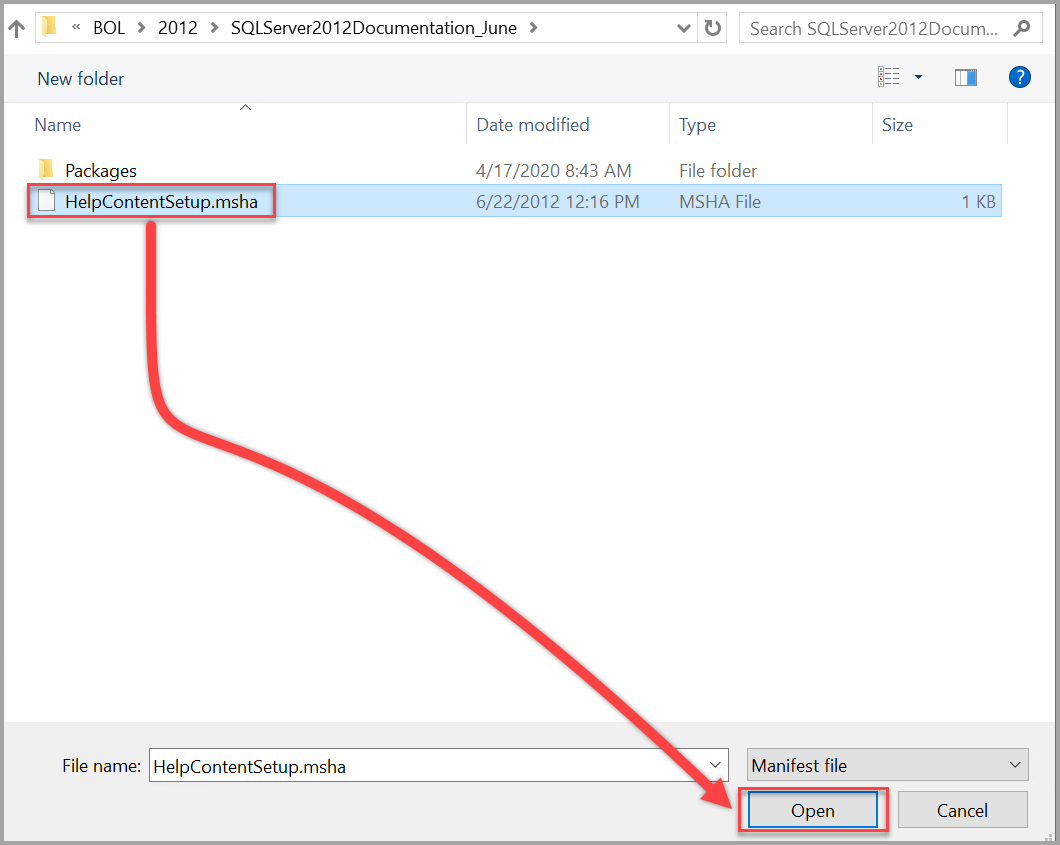 « BOL > 2012 > SQLServer2012Documentation_June >
Search SQLServer2012Docum...
New folder
?
Name Date modified Type Size
Packages 4/17/2020 8:43 AM File folder
HelpContentSetup.msha 6/22/2012 12:16 PM MSHA File 1 KB
File name: HelpContentSetup.msha Manifest file
Open Cancel